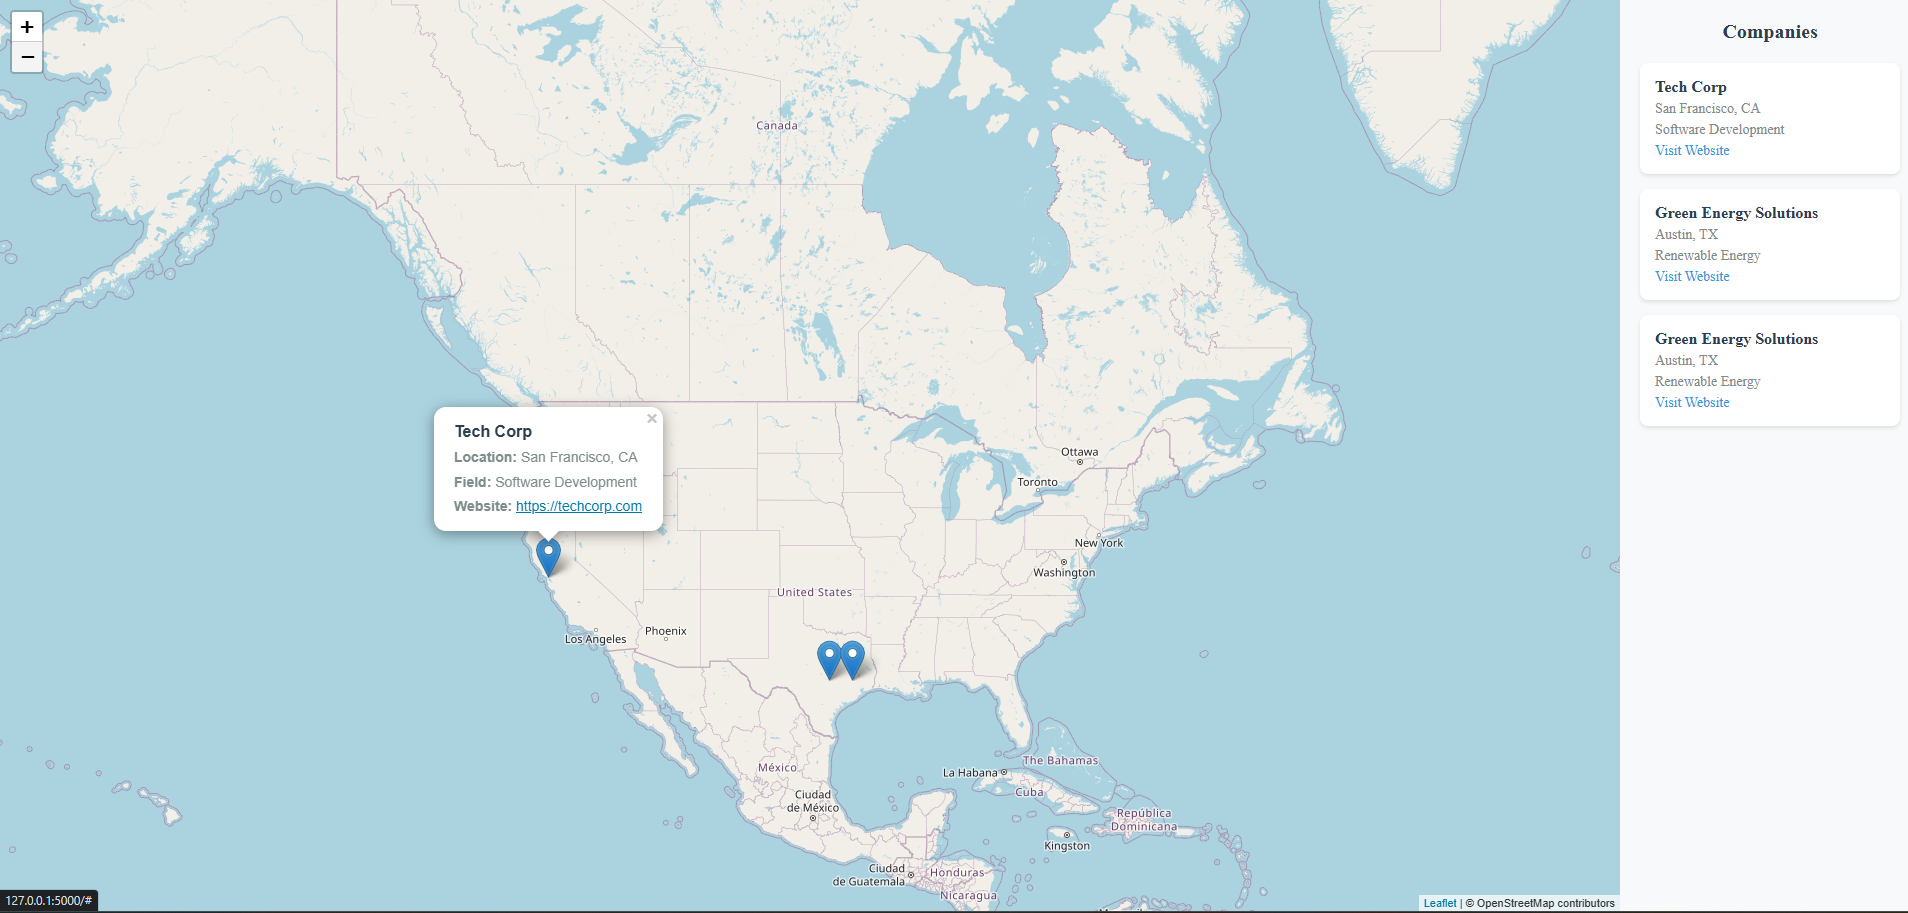 +
−
Canada
Ottawa
Toronto
New York
Washington
United States
Los Angeles
Phoenix
México
Ciudad
de México
La Habana
The Bahamas
Cuba
República
Dominicana
Kingston
Ciudad
de Guatemala
Honduras
Nicaragua
Tech Corp
×
Location: San Francisco, CA
Field: Software Development
Website: https://techcorp.com
127.0.0.1:5000/#
Leaflet | © OpenStreetMap contributors
Companies
Tech Corp
San Francisco, CA
Software Development
Visit Website
Green Energy Solutions
Austin, TX
Renewable Energy
Visit Website
Green Energy Solutions
Austin, TX
Renewable Energy
Visit Website